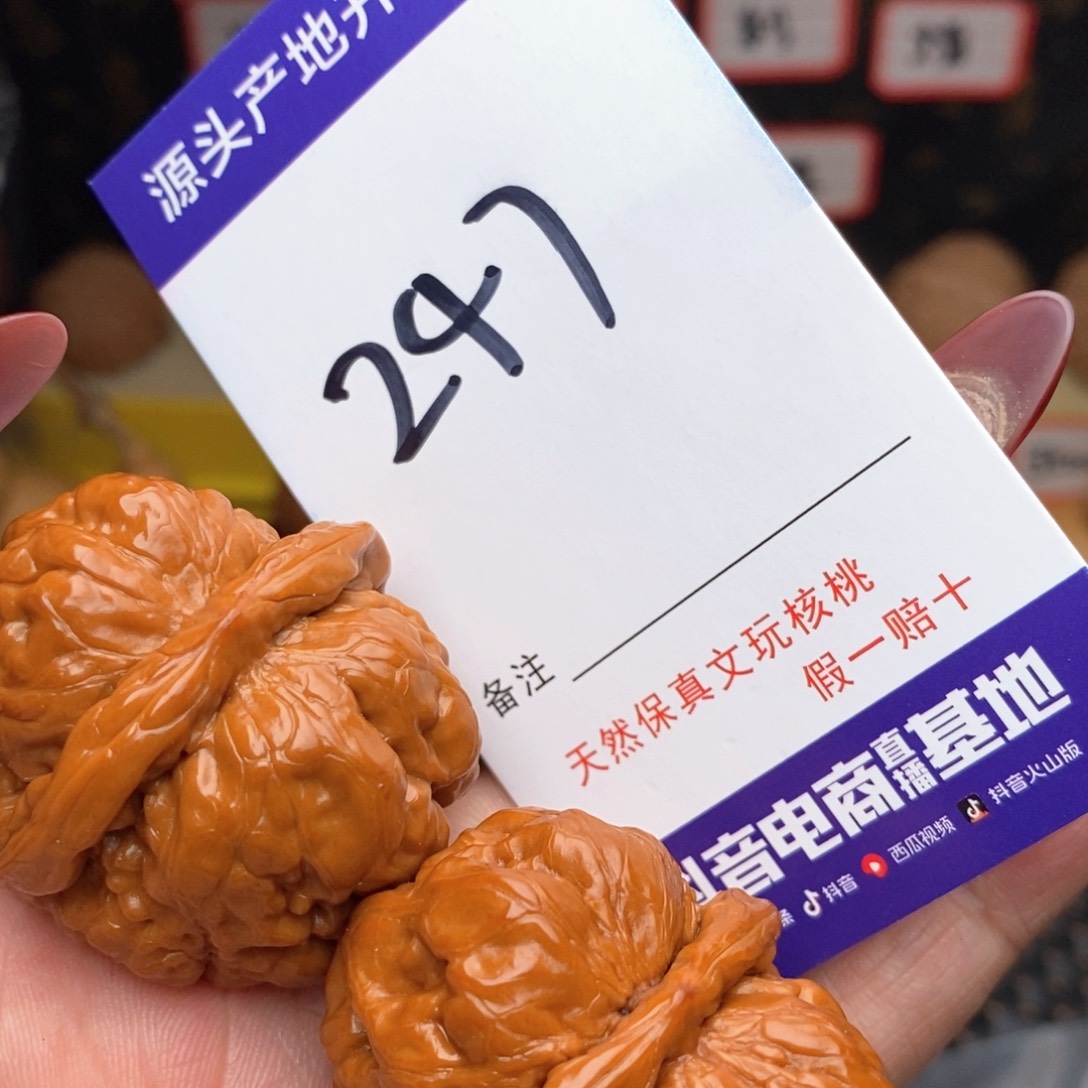 源头产地
247
备注
天然保真文玩核桃
假一赔十
音电商直播基地
抖音 西瓜视频 抖音火山版